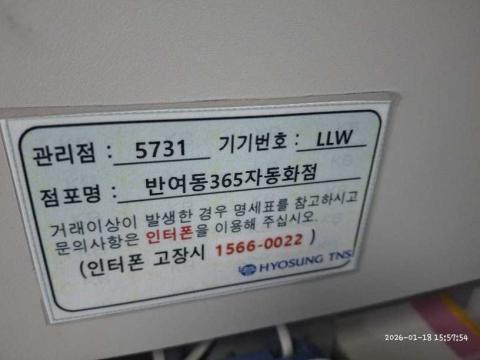 관리점 : 5731 기기번호 : LLW
점포명 : 반여동365자동화점
거래이상이 발생한 경우 명세표를 참고하시고
문의사항은 인터폰을 이용해 주십시오.
(인터폰 고장시 1566-0022 )
HYOSUNG TNS
2026-01-18 15:57:54